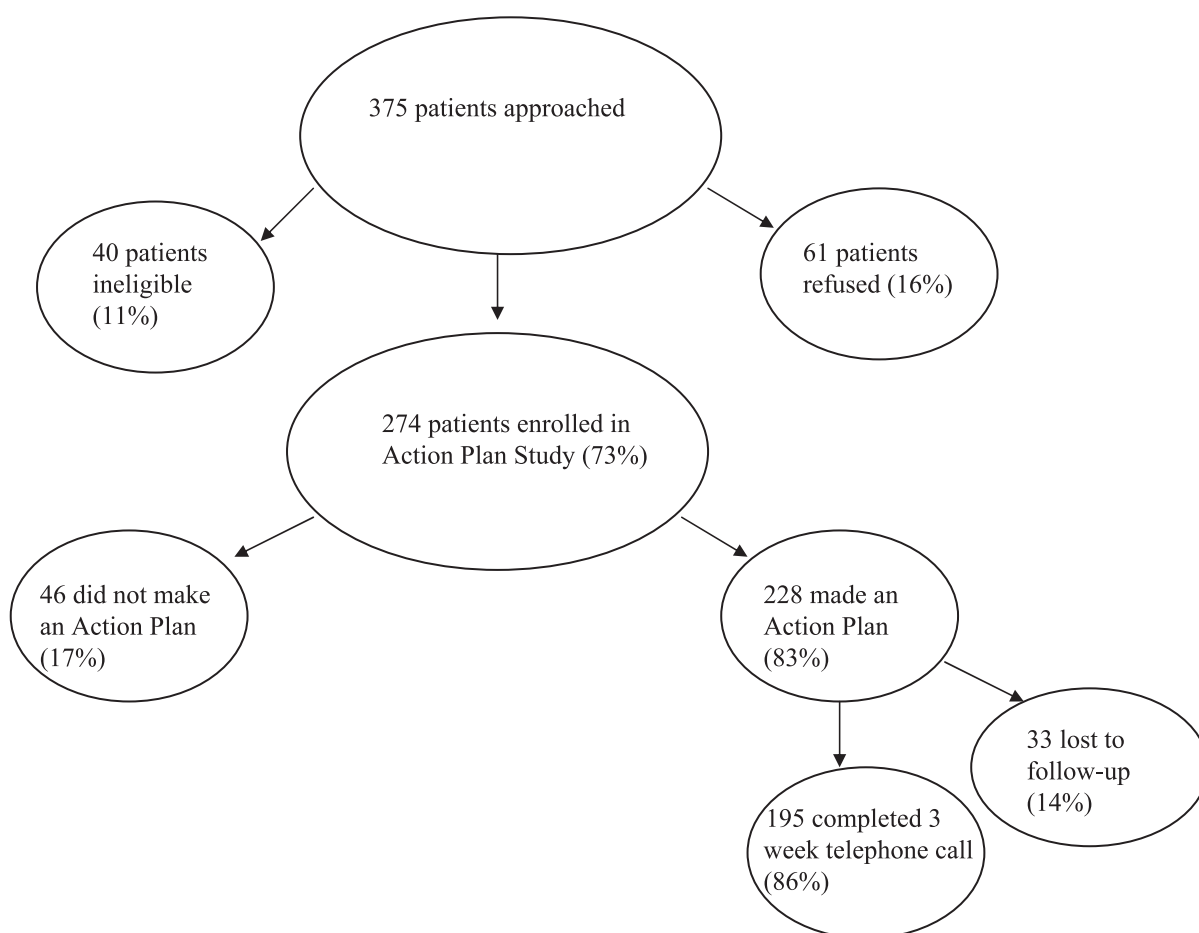 375 patients approached
40 patients
ineligible
(11%)
61 patients
refused (16%)
274 patients enrolled in
Action Plan Study (73%)
46 did not make
an Action Plan
(17%)
228 made an
Action Plan
(83%)
33 lost to
follow-up
(14%)
195 completed 3
week telephone call
(86%)